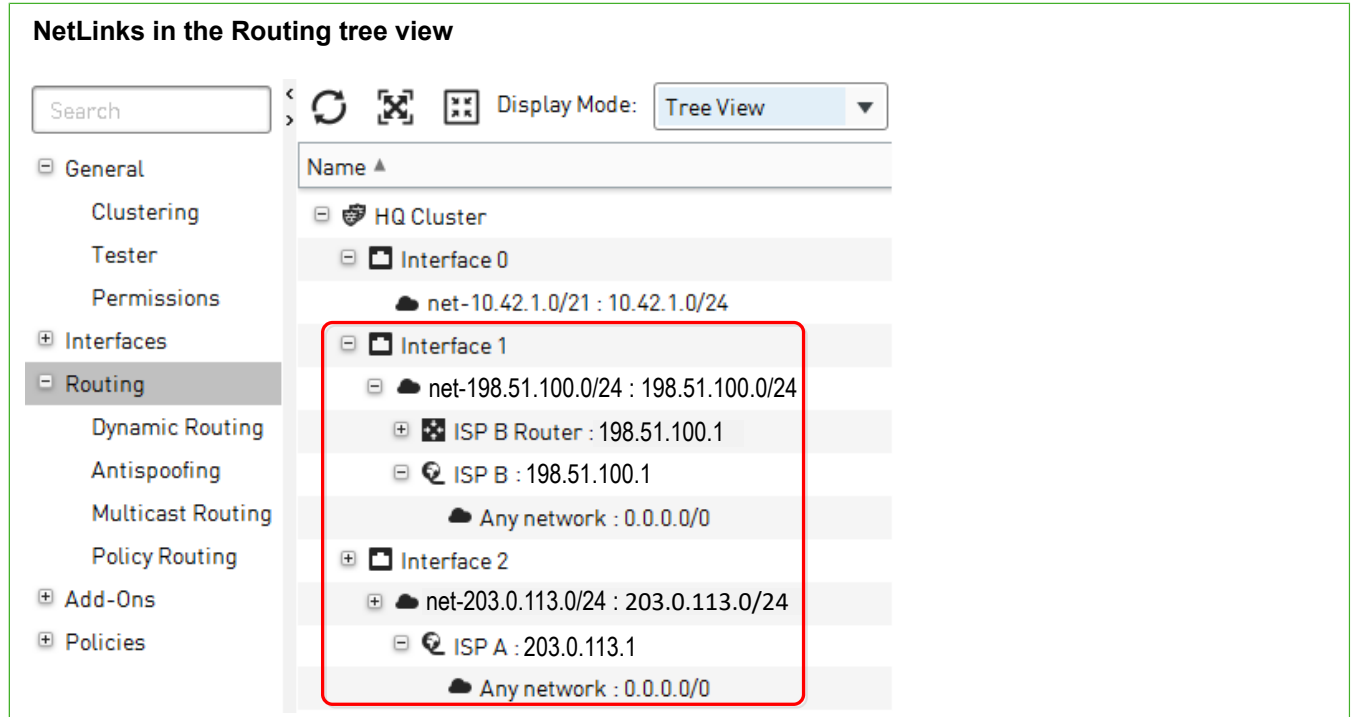 NetLinks in the Routing tree view
Search
Display Mode: Tree View
General
Clustering
Tester
Permissions
Interfaces
Routing
Dynamic Routing
Antispoofing
Multicast Routing
Policy Routing
Add-Ons
Policies
Name
HQ Cluster
Interface 0
net-10.42.1.0/21 : 10.42.1.0/24
Interface 1
net-198.51.100.0/24 : 198.51.100.0/24
ISP B Router : 198.51.100.1
ISP B : 198.51.100.1
Any network : 0.0.0.0/0
Interface 2
net-203.0.113.0/24 : 203.0.113.0/24
ISP A : 203.0.113.1
Any network : 0.0.0.0/0